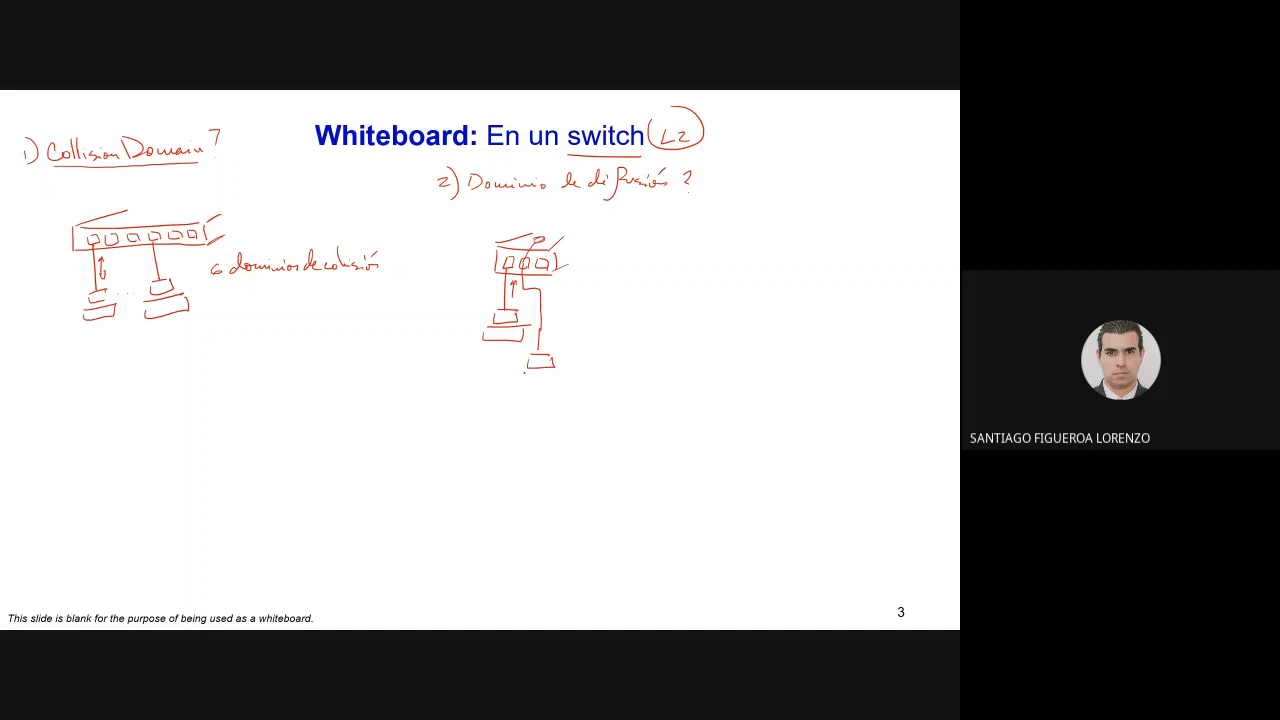 Whiteboard: En un switch (L2)
1) Collision Domain?
2) Dominio de difusión?
6 dominios de colisión
This slide is blank for the purpose of being used as a whiteboard.
3
SANTIAGO FIGUEROA LORENZO